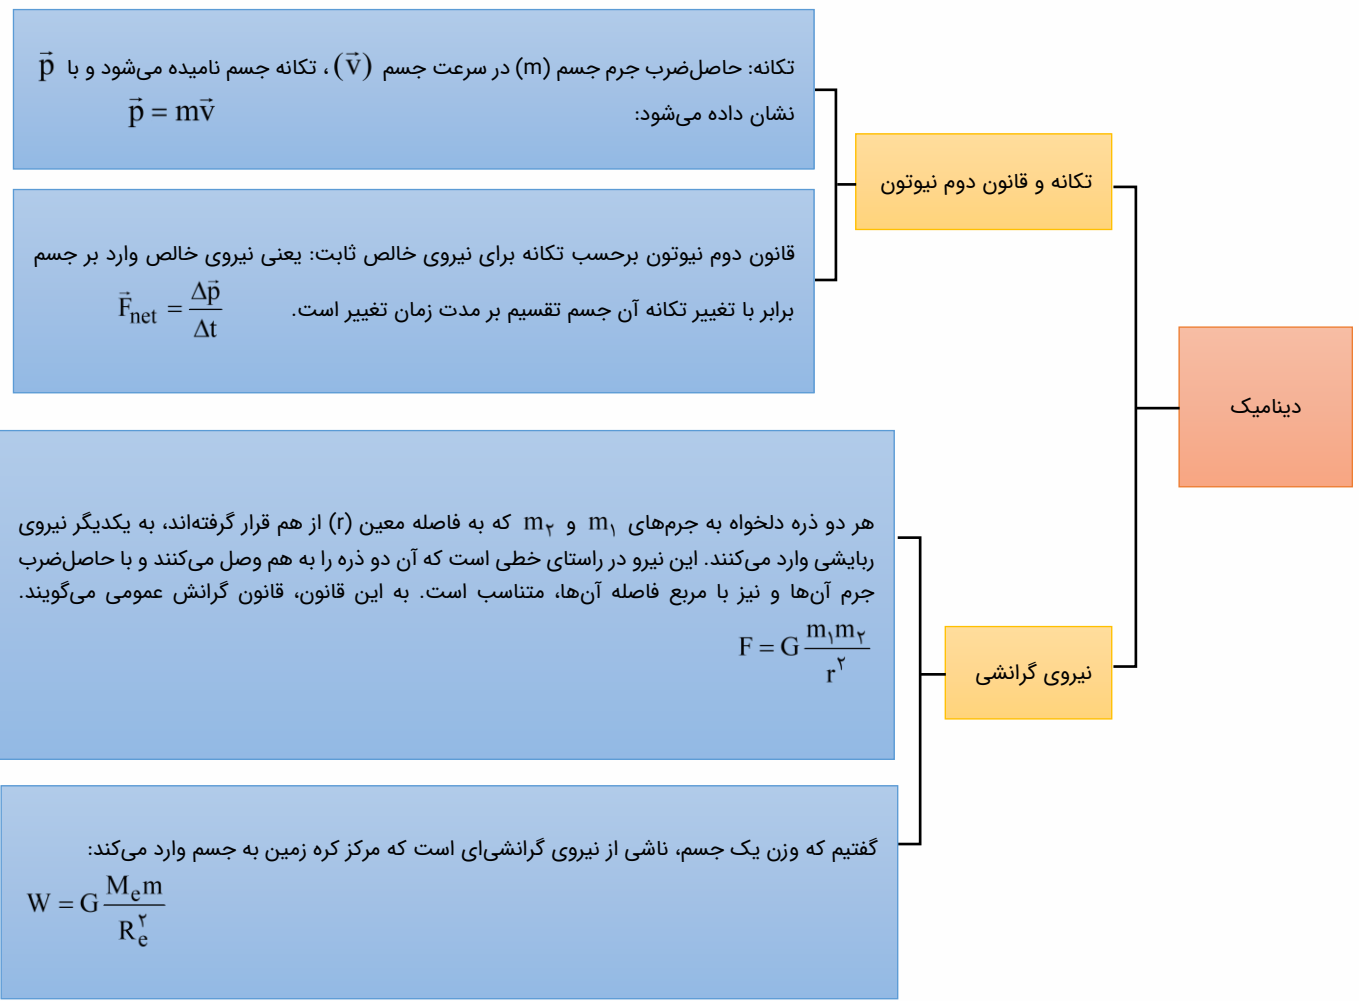 دینامیک
تکانه و قانون دوم نیوتون
تکانه: حاصل‌ضرب جرم جسم (m) در سرعت جسم (v⃗) ، تکانه جسم نامیده می‌شود و با p⃗
نشان داده می‌شود: p⃗ = mv⃗
قانون دوم نیوتون برحسب تکانه برای نیروی خالص ثابت: یعنی نیروی خالص وارد بر جسم
برابر با تغییر تکانه آن جسم تقسیم بر مدت زمان تغییر است. F⃗net = Δp⃗/Δt
نیروی گرانشی
هر دو ذره دلخواه به جرم‌های m۱ و m۲ که به فاصله معین (r) از هم قرار گرفته‌اند، به یکدیگر نیروی
ربایشی وارد می‌کنند. این نیرو در راستای خطی است که آن دو ذره را به هم وصل می‌کنند و با حاصل‌ضرب
جرم آن‌ها و نیز با مربع فاصله آن‌ها، متناسب است. به این قانون، قانون گرانش عمومی می‌گویند.
F = G m۱m۲/r۲
گفتیم که وزن یک جسم، ناشی از نیروی گرانشی‌ای است که مرکز کره زمین به جسم وارد می‌کند:
W = G Mem/Re۲